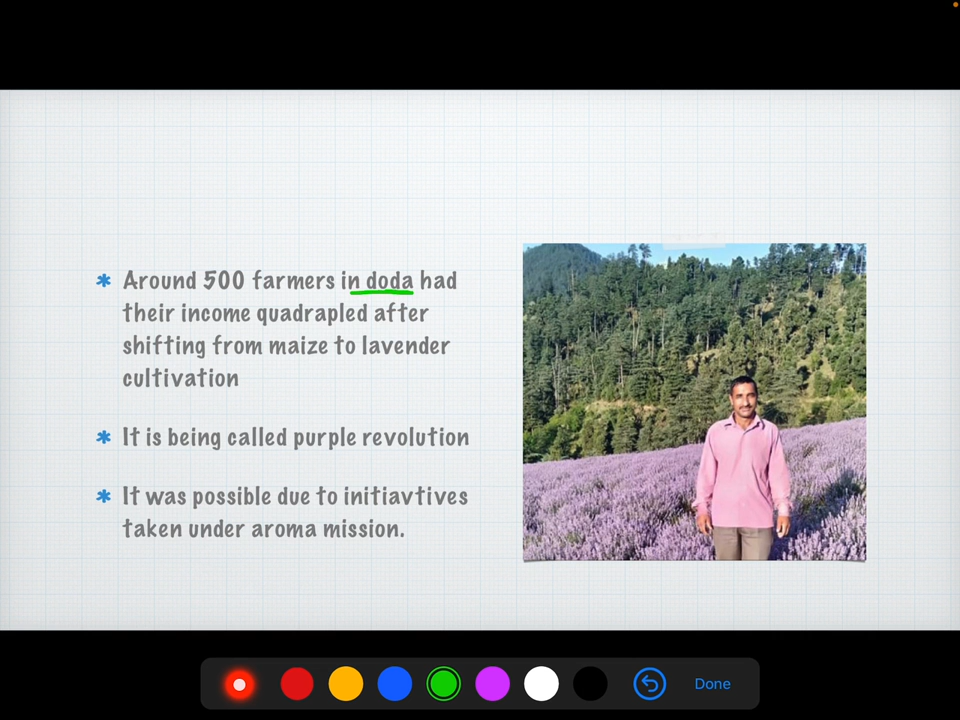 Around 500 farmers in doda had
their income quadrapled after
shifting from maize to lavender
cultivation
It is being called purple revolution
It was possible due to initiavtives
taken under aroma mission.
Done